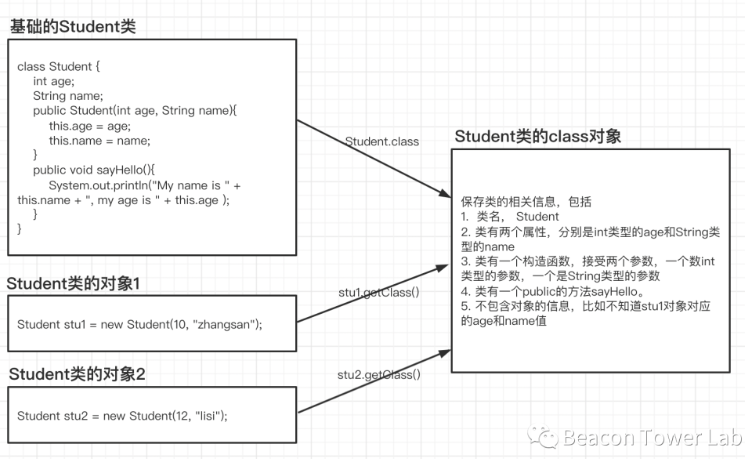 基础的Student类
class Student {
int age;
String name;
public Student(int age, String name){
this.age = age;
this.name = name;
}
public void sayHello(){
System.out.println("My name is " +
this.name + ", my age is " + this.age );
}
}
Student.class
Student类的class对象
保存类的相关信息，包括
1. 类名， Student
2. 类有两个属性，分别是int类型的age和String类
型的name
3. 类有一个构造函数，接受两个参数，一个数int
类型的参数，一个是String类型的参数
4. 类有一个public的方法sayHello。
5. 不包含对象的信息，比如不知道stu1对象对应
的age和name值
Student类的对象1
Student stu1 = new Student(10, "zhangsan");
stu1.getClass()
Student类的对象2
Student stu2 = new Student(12, "lisi");
stu2.getClass()
Beacon Tower Lab